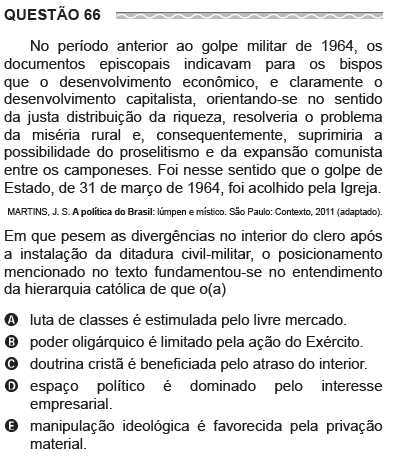 QUESTÃO 66
No período anterior ao golpe militar de 1964, os
documentos episcopais indicavam para os bispos
que o desenvolvimento econômico, e claramente o
desenvolvimento capitalista, orientando-se no sentido
da justa distribuição da riqueza, resolveria o problema
da miséria rural e, consequentemente, suprimiria a
possibilidade do proselitismo e da expansão comunista
entre os camponeses. Foi nesse sentido que o golpe de
Estado, de 31 de março de 1964, foi acolhido pela Igreja.
MARTINS, J. S. A política do Brasil: lúmpen e místico. São Paulo: Contexto, 2011 (adaptado).
Em que pesem as divergências no interior do clero após
a instalação da ditadura civil-militar, o posicionamento
mencionado no texto fundamentou-se no entendimento
da hierarquia católica de que o(a)
A luta de classes é estimulada pelo livre mercado.
B poder oligárquico é limitado pela ação do Exército.
C doutrina cristã é beneficiada pelo atraso do interior.
D espaço político é dominado pelo interesse
empresarial.
E manipulação ideológica é favorecida pela privação
material.